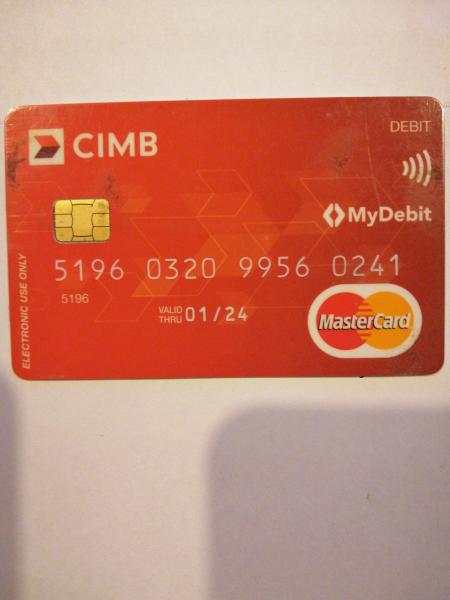 CIMB
DEBIT
MyDebit
5196 0320 9956 0241
5196
VALID THRU 01/24
MasterCard
ELECTRONIC USE ONLY